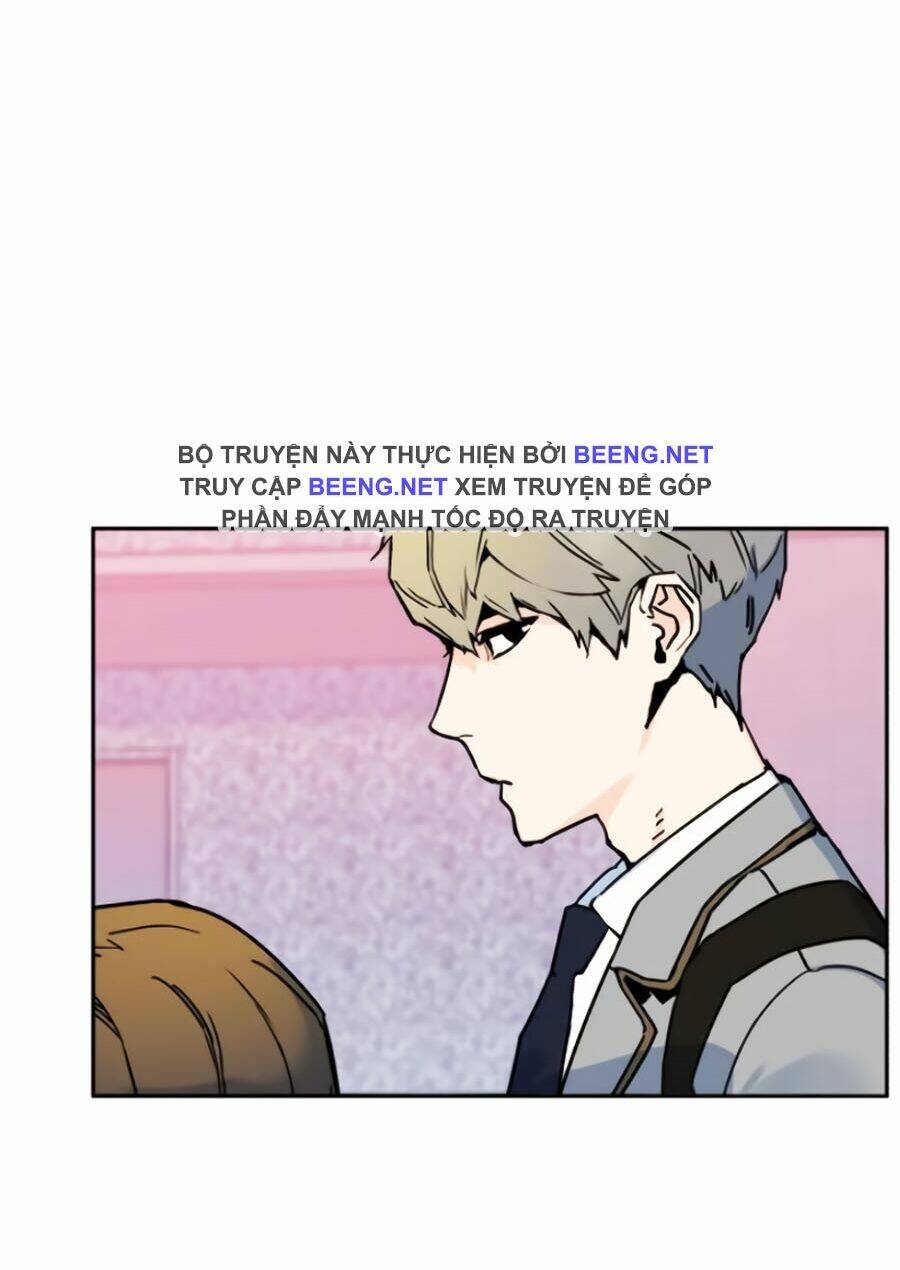 BỘ TRUYỆN NÀY THỰC HIỆN BỞI BEENG.NET
TRUY CẬP BEENG.NET XEM TRUYỆN ĐỂ GÓP
PHẦN ĐẨY MẠNH TỐC ĐỘ RA TRUYỆN